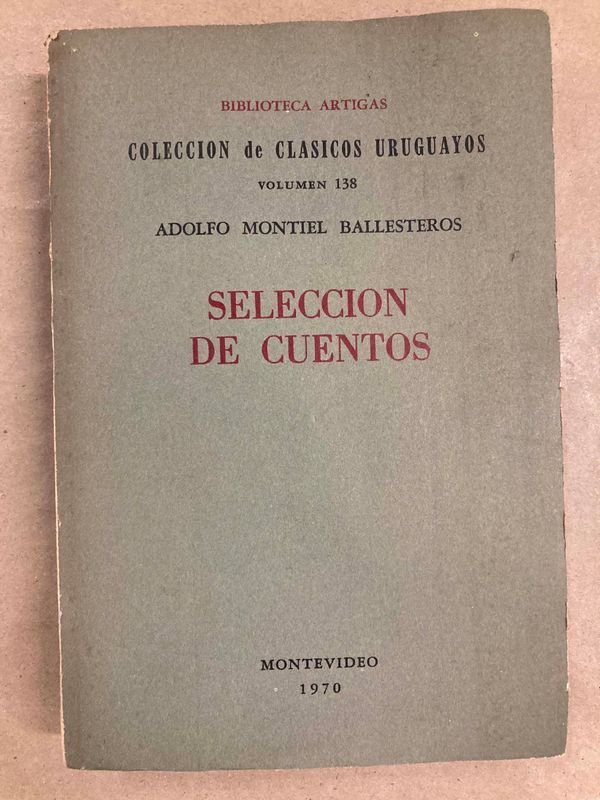 BIBLIOTECA ARTIGAS
COLECCION de CLASICOS URUGUAYOS
VOLUMEN 138
ADOLFO MONTIEL BALLESTEROS
SELECCION
DE CUENTOS
MONTEVIDEO
1970